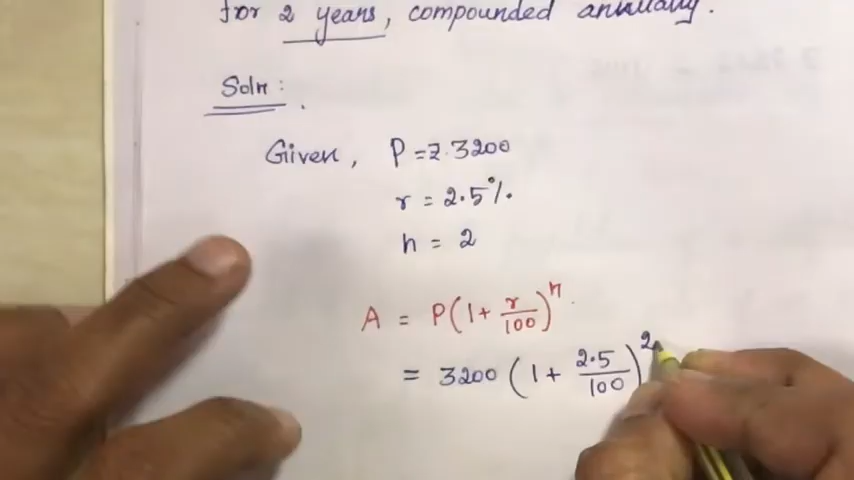 for 2 years, compounded annually.
Soln :
Given, P = ₹.3200
r = 2.5%.
n = 2
A = P(1 + r/100)^n
= 3200 (1 + 2.5/100)^2